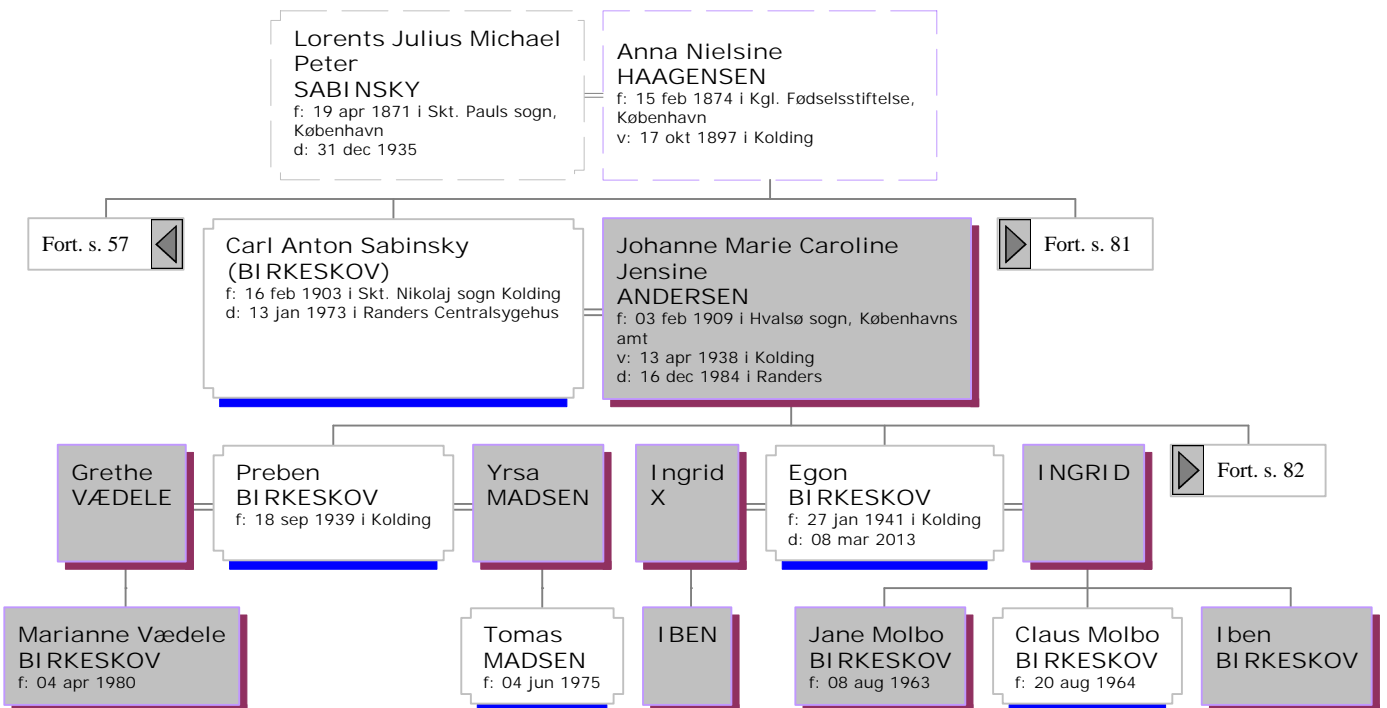 Lorents Julius Michael
Peter
SABINSKY
f: 19 apr 1871 i Skt. Pauls sogn,
København
d: 31 dec 1935
Anna Nielsine
HAAGENSEN
f: 15 feb 1874 i Kgl. Fødselsstiftelse,
København
v: 17 okt 1897 i Kolding
Fort. s. 57
Carl Anton Sabinsky
(BIRKESKOV)
f: 16 feb 1903 i Skt. Nikolaj sogn Kolding
d: 13 jan 1973 i Randers Centralsygehus
Johanne Marie Caroline
Jensine
ANDERSEN
f: 03 feb 1909 i Hvalsø sogn, Københavns
amt
v: 13 apr 1938 i Kolding
d: 16 dec 1984 i Randers
Fort. s. 81
Grethe
VÆDELE
Preben
BIRKESKOV
f: 18 sep 1939 i Kolding
Yrsa
MADSEN
Ingrid
X
Egon
BIRKESKOV
f: 27 jan 1941 i Kolding
d: 08 mar 2013
INGRID
Fort. s. 82
Marianne Vædele
BIRKESKOV
f: 04 apr 1980
Tomas
MADSEN
f: 04 jun 1975
IBEN
Jane Molbo
BIRKESKOV
f: 08 aug 1963
Claus Molbo
BIRKESKOV
f: 20 aug 1964
Iben
BIRKESKOV